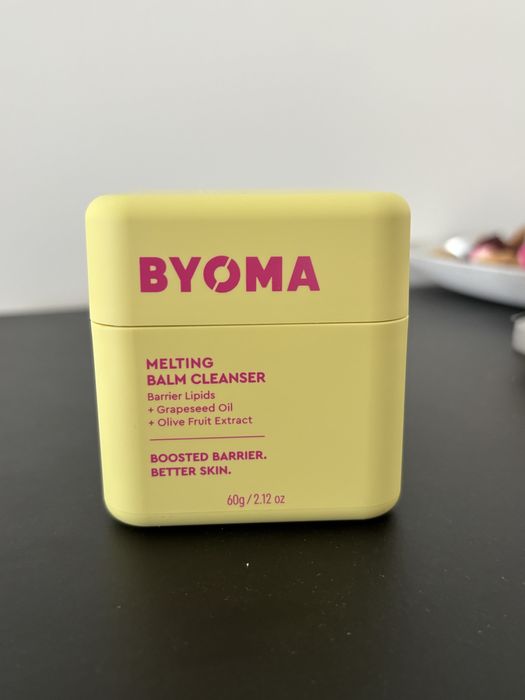 BYOMA
MELTING
BALM CLEANSER
Barrier Lipids
+ Grapeseed Oil
+ Olive Fruit Extract
BOOSTED BARRIER.
BETTER SKIN.
60g / 2.12 oz